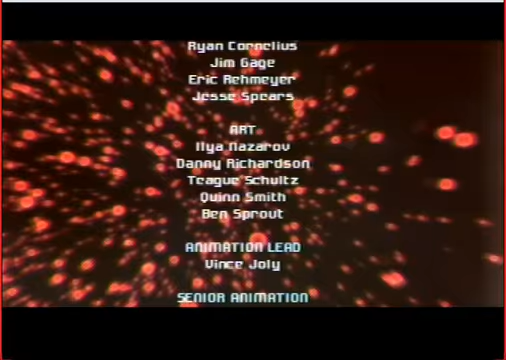 Ryan Cornelius
Jim Gage
Eric Rehmeyer
Jesse Spears
ART
Ilya Nazarov
Danny Richardson
Teague Schultz
Quinn Smith
Ben Sprout
ANIMATION LEAD
Vince Joly
SENIOR ANIMATION